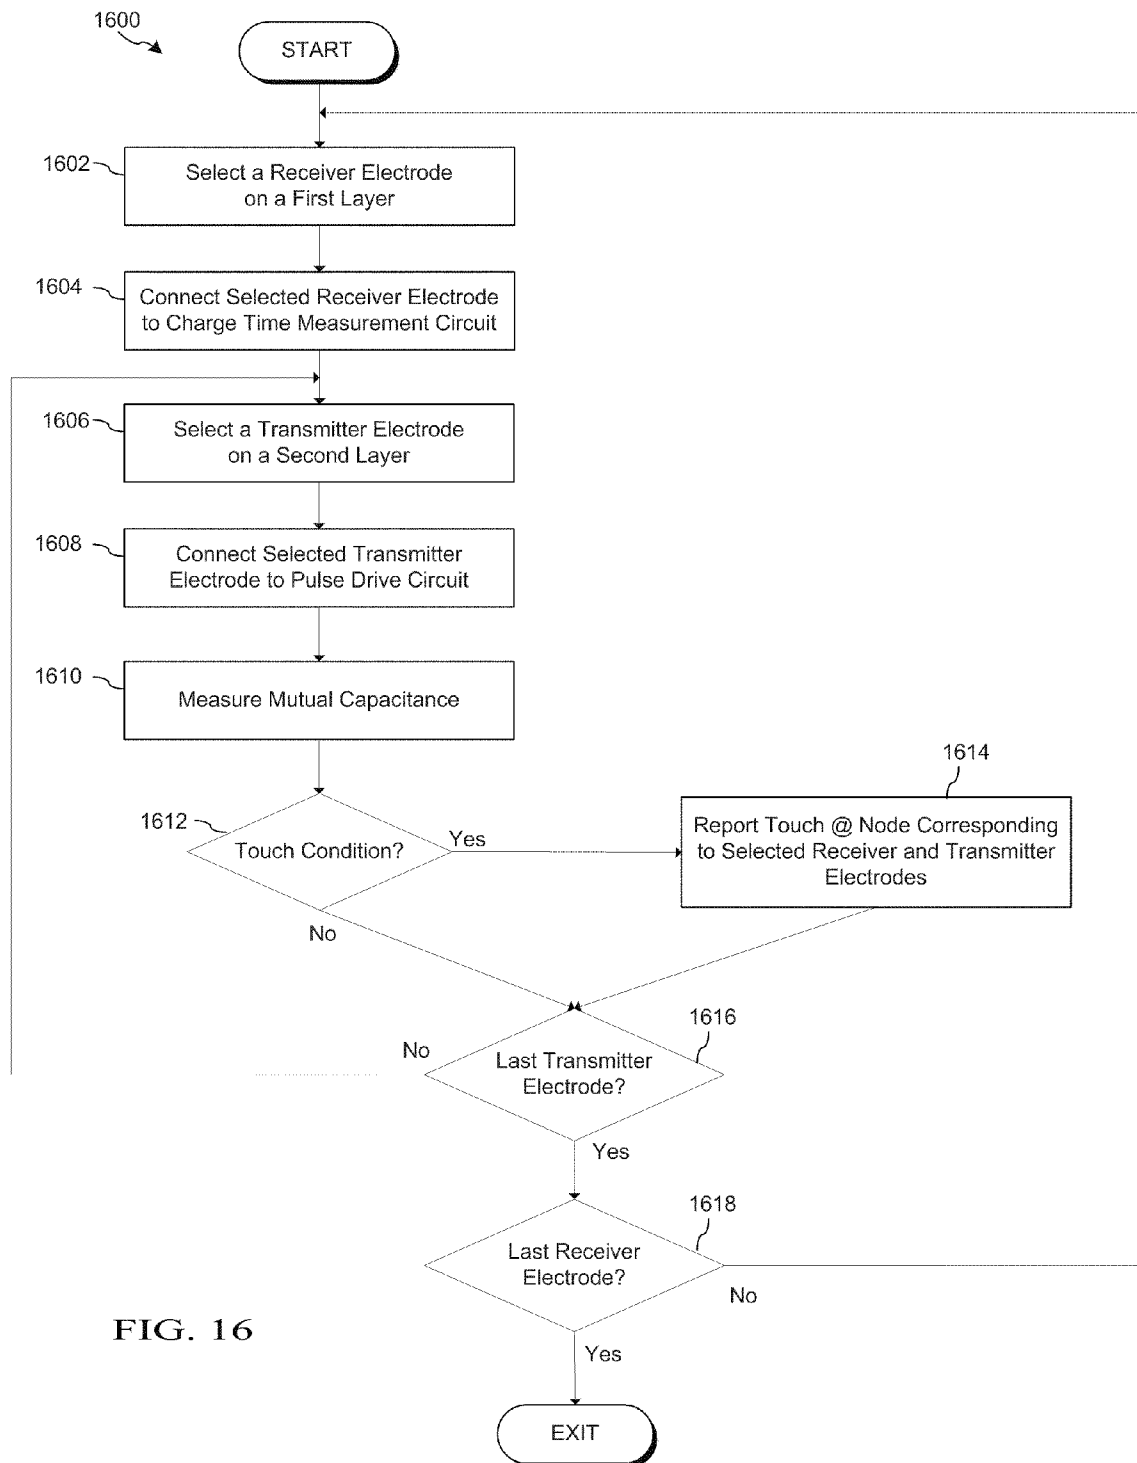 1600
START
1602
Select a Receiver Electrode
on a First Layer
1604
Connect Selected Receiver Electrode
to Charge Time Measurement Circuit
1606
Select a Transmitter Electrode
on a Second Layer
1608
Connect Selected Transmitter
Electrode to Pulse Drive Circuit
1610
Measure Mutual Capacitance
1612
Touch Condition?
Yes
No
1614
Report Touch @ Node Corresponding
to Selected Receiver and Transmitter
Electrodes
1616
No
Last Transmitter
Electrode?
Yes
1618
Last Receiver
Electrode?
No
Yes
EXIT
FIG. 16